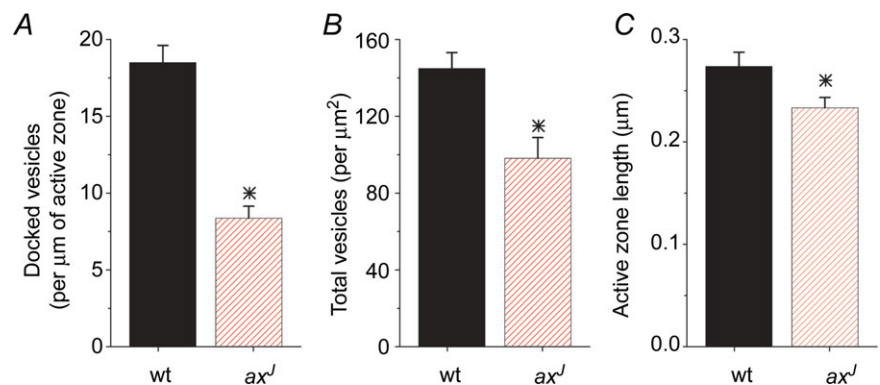 A
Docked vesicles
(per μm of active zone)
20
15
10
5
0
*
wt
axᴶ
B
Total vesicles (per μm²)
160
120
80
40
0
*
wt
axᴶ
C
Active zone length (μm)
0.3
0.2
0.1
0.0
*
wt
axᴶ